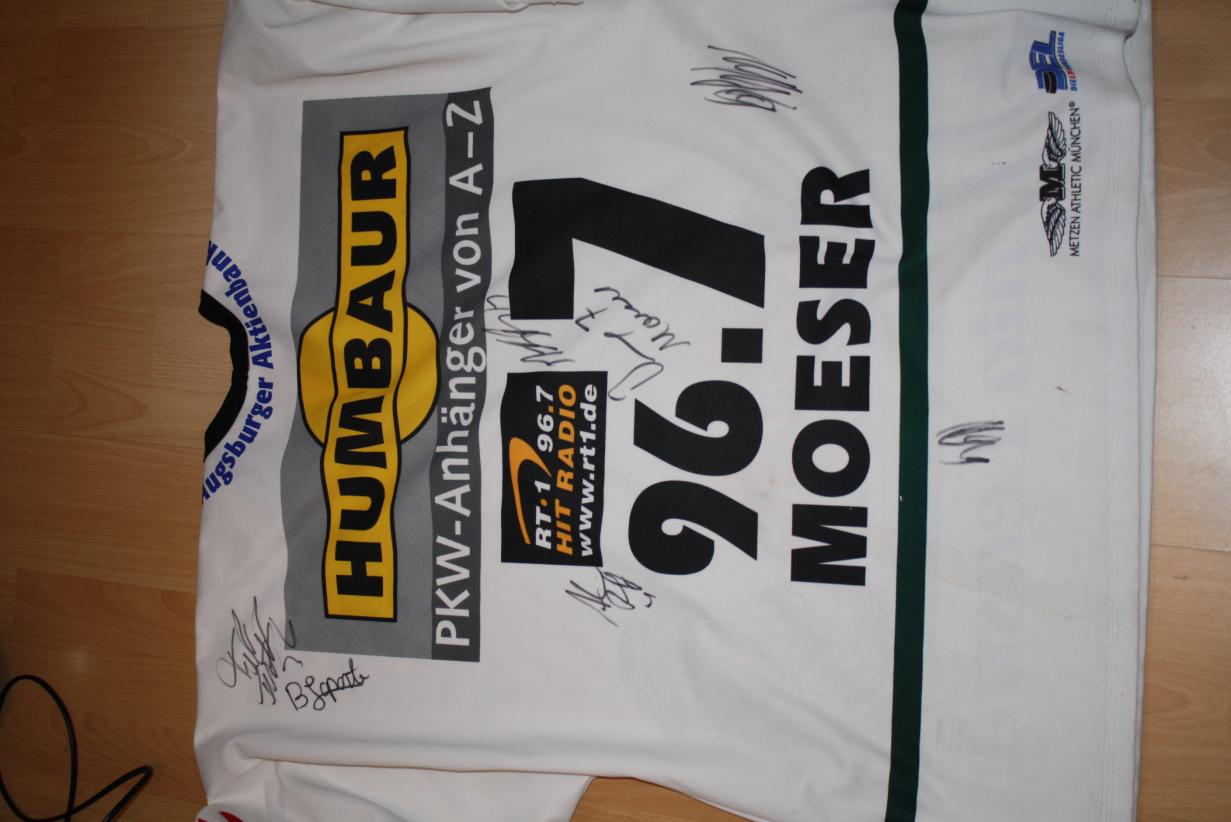 Augsburger Aktienbank
HUMBAUR
PKW-Anhänger von A–Z
RT.1 96.7
HIT RADIO
www.rt1.de
96.7
MOESER
METZEN ATHLETIC MÜNCHEN®
M
DEL